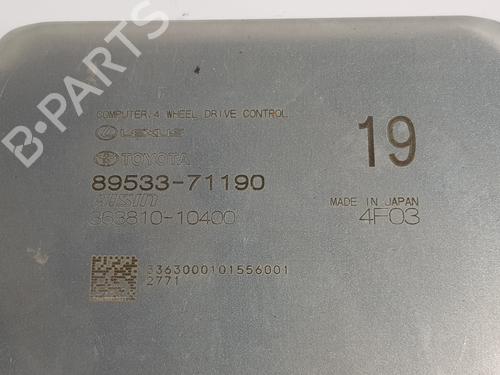 B-PARTS
COMPUTER,4 WHEEL DRIVE CONTROL
LEXUS
TOYOTA
19
89533-71190
AISIN
MADE IN JAPAN
363810-10400
4F03
3363000101556001
2771